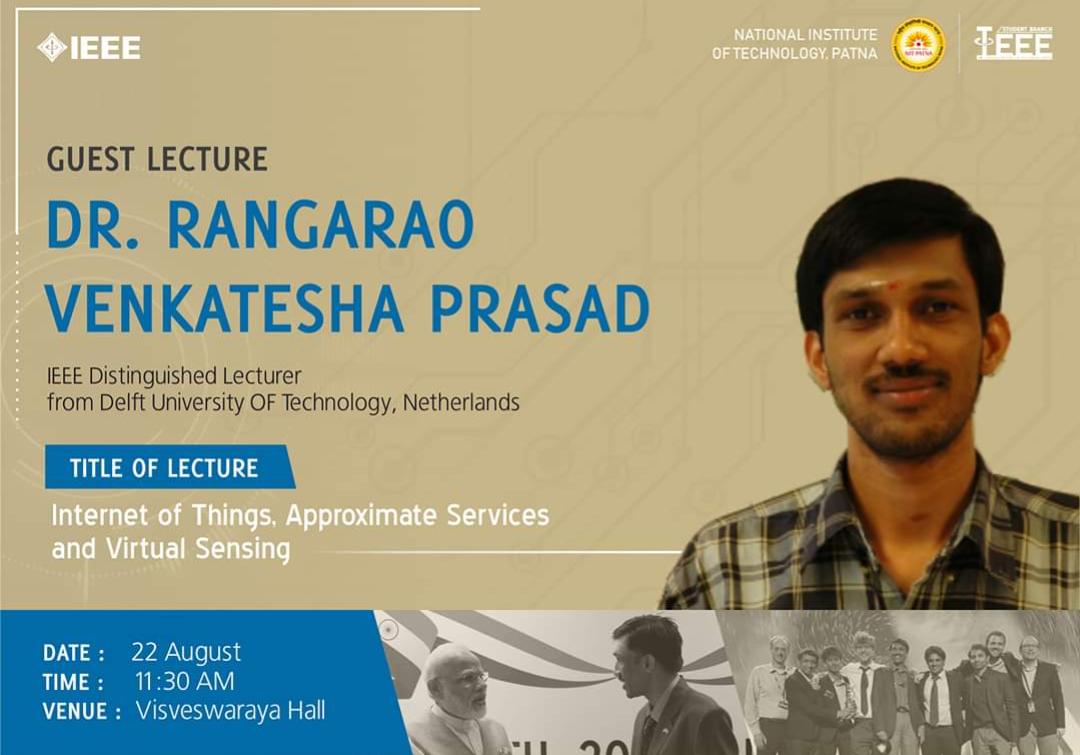 IEEE
NATIONAL INSTITUTE
OF TECHNOLOGY, PATNA
NIT PATNA
STUDENT BRANCH
IEEE
GUEST LECTURE
DR. RANGARAO
VENKATESHA PRASAD
IEEE Distinguished Lecturer
from Delft University OF Technology, Netherlands
TITLE OF LECTURE
Internet of Things, Approximate Services
and Virtual Sensing
DATE : 22 August
TIME : 11:30 AM
VENUE : Visveswaraya Hall